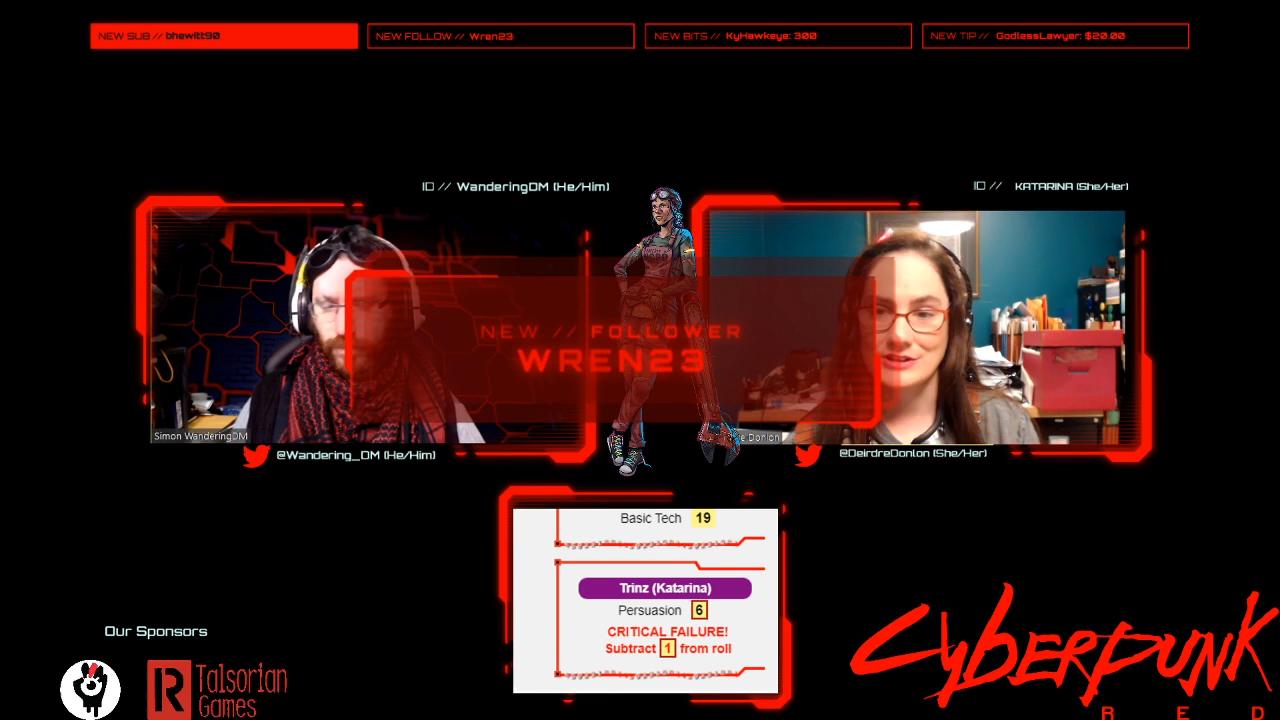 NEW SUB // bhewitt90
NEW FOLLOW // Wren23
NEW BITS // KyHawkeye: 300
NEW TIP // GodlessLawyer: $20.00
ID // WanderingDM (He/Him)
ID // KATARINA (She/Her)
NEW // FOLLOWER
WREN23
Simon WanderingDM
e Donlon
@Wandering_DM (He/Him)
@DeirdreDonlon (She/Her)
Basic Tech 19
Trinz (Katarina)
Persuasion 6
CRITICAL FAILURE!
Subtract 1 from roll
Our Sponsors
R Talsorian
Games
Cyberpunk
RED